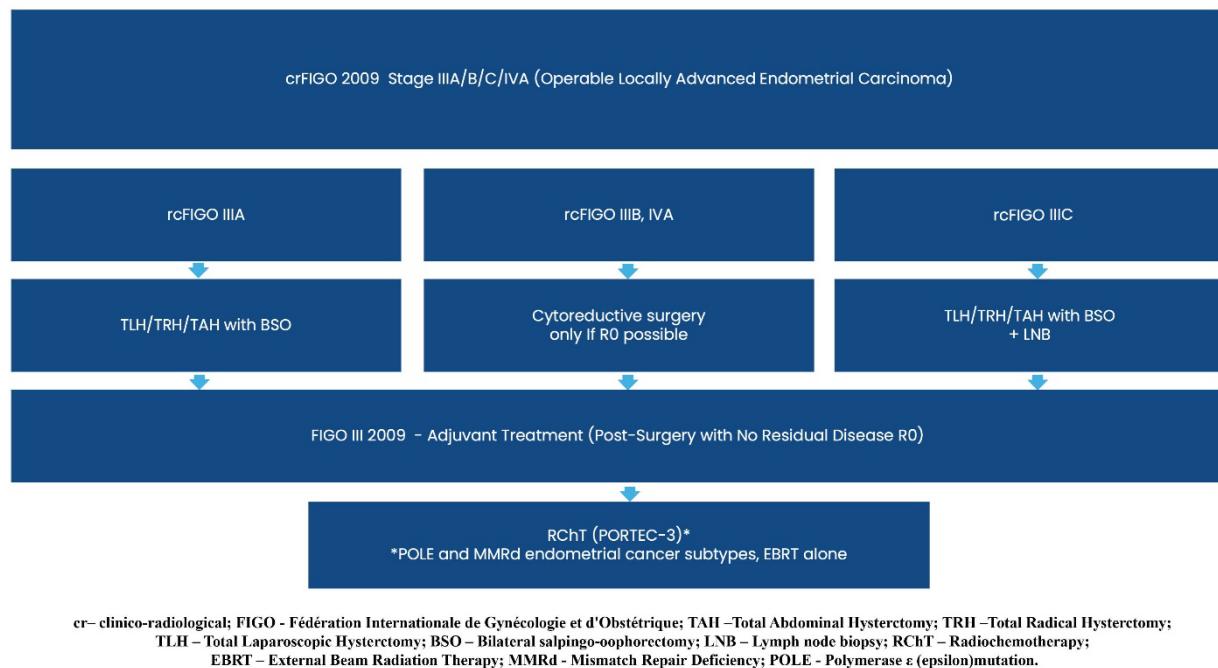 crFIGO 2009 Stage IIIA/B/C/IVA (Operable Locally Advanced Endometrial Carcinoma)
rcFIGO IIIA
rcFIGO IIIB, IVA
rcFIGO IIIC
TLH/TRH/TAH with BSO
Cytoreductive surgery
only If R0 possible
TLH/TRH/TAH with BSO
+ LNB
FIGO III 2009 - Adjuvant Treatment (Post-Surgery with No Residual Disease R0)
RChT (PORTEC-3)*
*POLE and MMRd endometrial cancer subtypes, EBRT alone
cr– clinico-radiological; FIGO - Fédération Internationale de Gynécologie et d'Obstétrique; TAH –Total Abdominal Hysterctomy; TRH –Total Radical Hysterctomy;
TLH – Total Laparoscopic Hysterctomy; BSO – Bilateral salpingo-oophorectomy; LNB – Lymph node biopsy; RChT – Radiochemotherapy;
EBRT – External Beam Radiation Therapy; MMRd - Mismatch Repair Deficiency; POLE - Polymerase ε (epsilon)mutation.